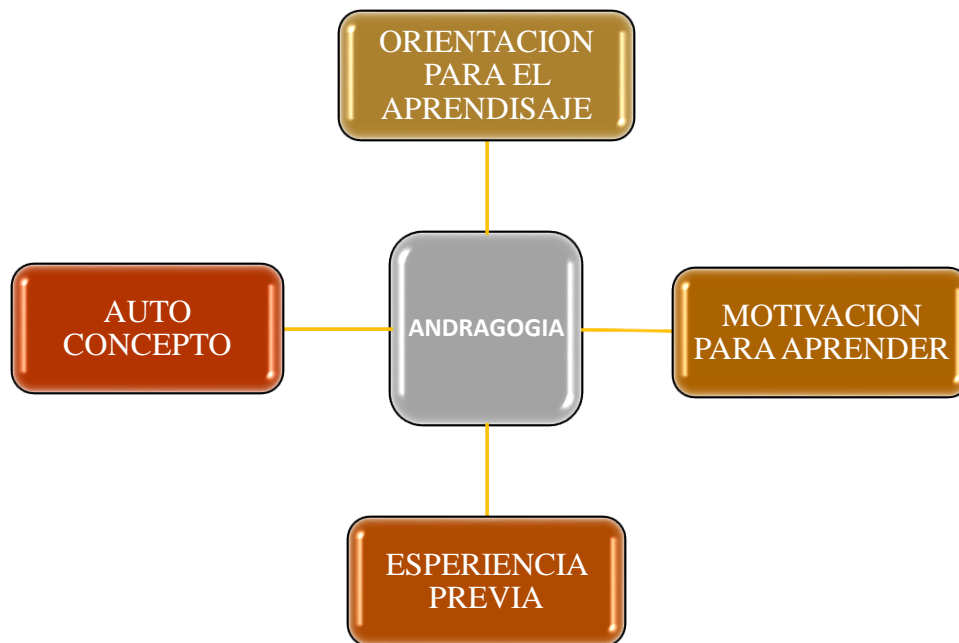 ORIENTACION
PARA EL
APRENDISAJE
AUTO
CONCEPTO
ANDRAGOGIA
MOTIVACION
PARA APRENDER
ESPERIENCIA
PREVIA